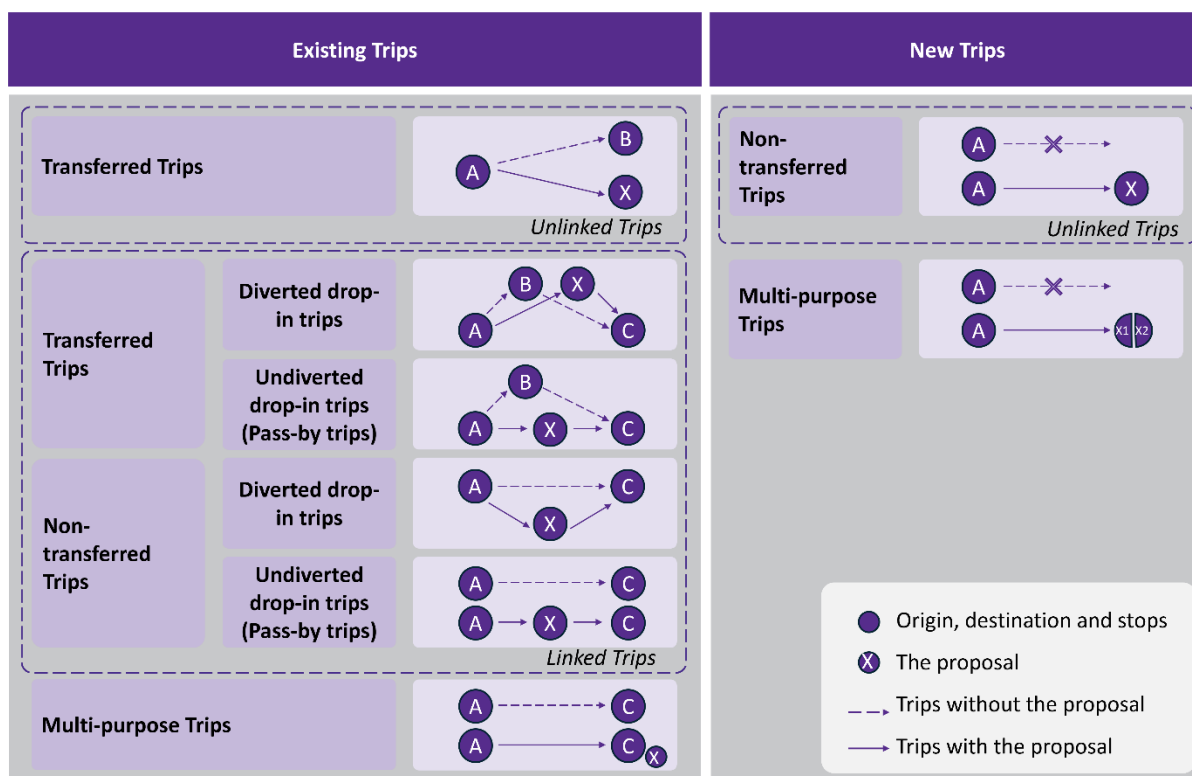 Existing Trips
New Trips
Transferred Trips
A
B
X
Unlinked Trips
Transferred
Trips
Diverted drop-
in trips
B
X
A
C
Undiverted
drop-in trips
(Pass-by trips)
B
A
X
C
Non-
transferred
Trips
Diverted drop-
in trips
A
C
X
Undiverted
drop-in trips
(Pass-by trips)
A
C
A
X
C
Linked Trips
Multi-purpose Trips
A
C
A
C
X
Non-
transferred
Trips
A
A
X
Unlinked Trips
Multi-purpose
Trips
A
A
X1 X2
Origin, destination and stops
X
The proposal
Trips without the proposal
Trips with the proposal